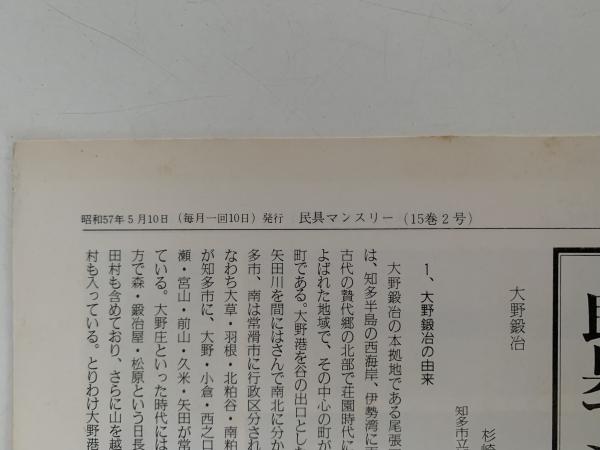 昭和57年5月10日（毎月一回10日）発行　民具マンスリー（15巻2号）
民具マ
大野鍛冶
杉崎
知多市立
1、大野鍛冶の由来
大野鍛冶の本拠地である尾張
は、知多半島の西海岸、伊勢湾に面
古代の贄代郷の北部で荘園時代に
よばれた地域で、その中心の町が
町である。大野港を谷の出口とした
矢田川を間にはさんで南北に分か
多市、南は常滑市に行政区分され
なわち大草・羽根・北粕谷・南粕
が知多市に、大野・小倉・西之口
瀬・宮山・前山・久米・矢田が常
ている。大野庄といった時代には
方で森・鍛冶屋・松原という日長
田村も含めており、さらに山を越
村も入っている。とりわけ大野港